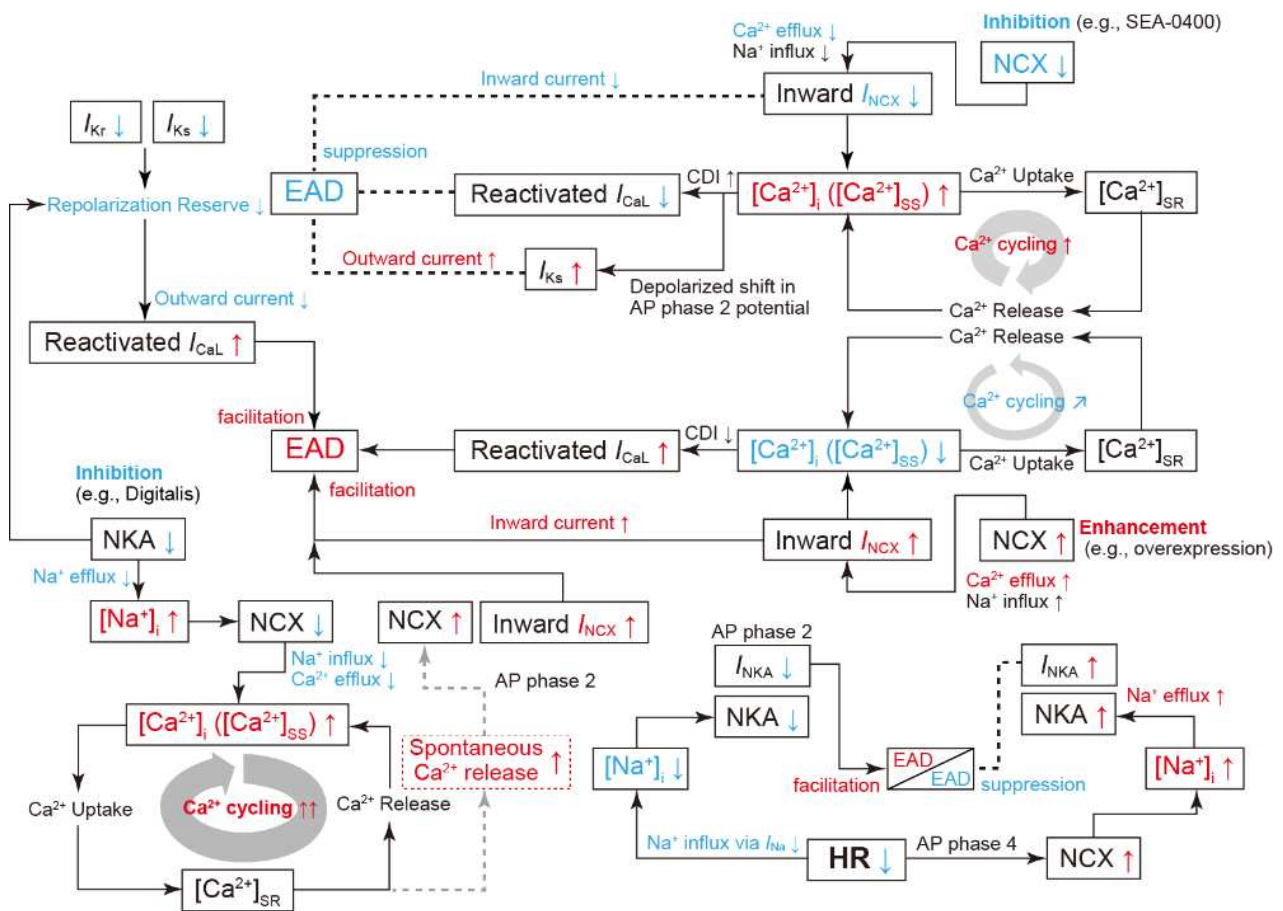 Inhibition (e.g., SEA-0400)
Ca²⁺ efflux ↓
Na⁺ influx ↓
NCX ↓
Inward current ↓
Inward I_NCX ↓
I_Kr ↓
I_Ks ↓
suppression
CDI ↑
Ca²⁺ Uptake
EAD
Reactivated I_CaL ↓
[Ca²⁺]_i ([Ca²⁺]_SS) ↑
[Ca²⁺]_SR
Repolarization Reserve ↓
Ca²⁺ cycling ↑
Outward current ↑
I_Ks ↑
Depolarized shift in
AP phase 2 potential
Outward current ↓
Ca²⁺ Release
Ca²⁺ Release
Reactivated I_CaL ↑
Ca²⁺ cycling ↗
facilitation
CDI ↓
EAD
Reactivated I_CaL ↑
[Ca²⁺]_i ([Ca²⁺]_SS) ↓
[Ca²⁺]_SR
Ca²⁺ Uptake
Inhibition
(e.g., Digitalis)
facilitation
Inward current ↑
NKA ↓
Inward I_NCX ↑
NCX ↑
Enhancement
(e.g., overexpression)
Na⁺ efflux ↓
Ca²⁺ efflux ↑
Na⁺ influx ↑
[Na⁺]_i ↑
NCX ↓
NCX ↑
Inward I_NCX ↑
AP phase 2
Na⁺ influx ↓
Ca²⁺ efflux ↓
AP phase 2
I_NKA ↓
I_NKA ↑
Na⁺ efflux ↑
[Ca²⁺]_i ([Ca²⁺]_SS) ↑
NKA ↓
NKA ↑
Spontaneous
Ca²⁺ release ↑
[Na⁺]_i ↓
EAD
EAD
[Na⁺]_i ↑
facilitation
suppression
Ca²⁺ Uptake
Ca²⁺ cycling ↑↑
Ca²⁺ Release
Na⁺ influx via I_Na ↓
HR ↓
AP phase 4
NCX ↑
[Ca²⁺]_SR